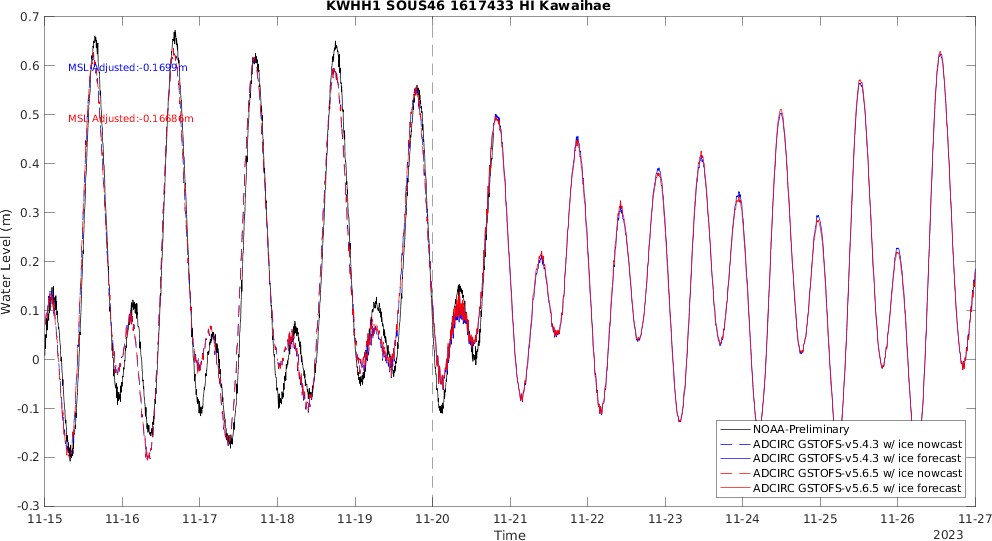 KWHH1 SOUS46 1617433 HI Kawaihae
0.7
0.6
0.5
0.4
0.3
0.2
0.1
0
-0.1
-0.2
-0.3
Water Level (m)
MSL Adjusted:-0.1699m
MSL Adjusted:-0.16686m
NOAA-Preliminary
ADCIRC GSTOFS-v5.4.3 w/ ice nowcast
ADCIRC GSTOFS-v5.4.3 w/ ice forecast
ADCIRC GSTOFS-v5.6.5 w/ ice nowcast
ADCIRC GSTOFS-v5.6.5 w/ ice forecast
11-15 11-16 11-17 11-18 11-19 11-20 11-21 11-22 11-23 11-24 11-25 11-26 11-27
Time
2023